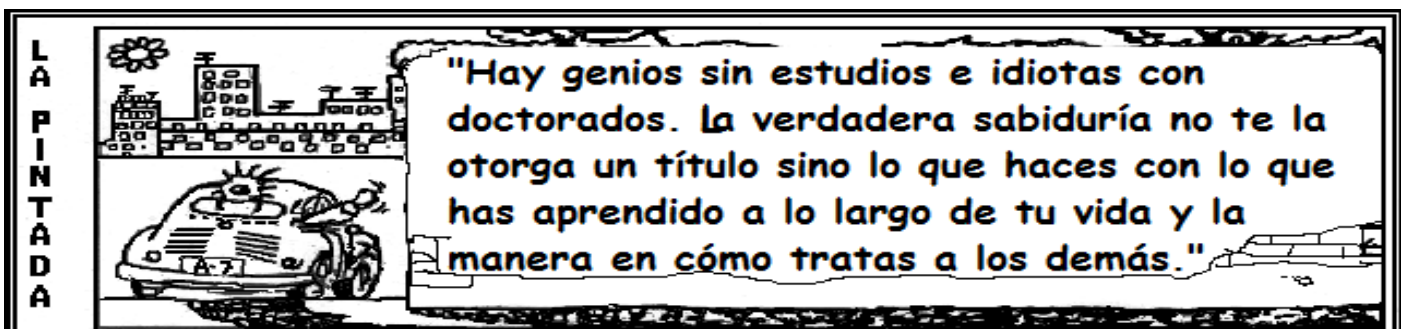 LA PINTADA
"Hay genios sin estudios e idiotas con
doctorados. La verdadera sabiduría no te la
otorga un título sino lo que haces con lo que
has aprendido a lo largo de tu vida y la
manera en cómo tratas a los demás."
A-7